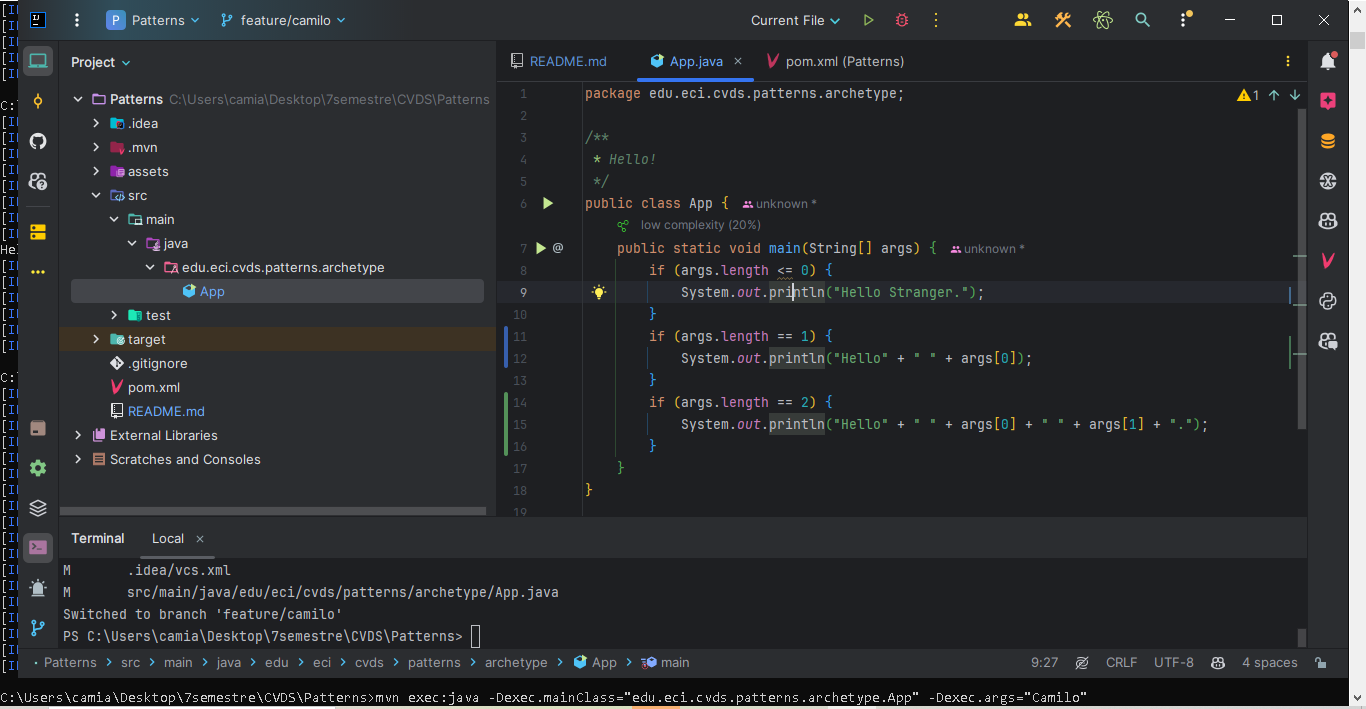 Patterns feature/camilo Current File
Project
README.md App.java pom.xml (Patterns)
Patterns C:\Users\camia\Desktop\7semestre\CVDS\Patterns
.idea
.mvn
assets
src
main
java
edu.eci.cvds.patterns.archetype
App
test
target
.gitignore
pom.xml
README.md
External Libraries
Scratches and Consoles
1 package edu.eci.cvds.patterns.archetype;
1
2
3 /**
4 * Hello!
5 */
6 public class App { unknown *
low complexity (20%)
7 @ public static void main(String[] args) { unknown *
8 if (args.length <= 0) {
9 System.out.println("Hello Stranger.");
10 }
11 if (args.length == 1) {
12 System.out.println("Hello" + " " + args[0]);
13 }
14 if (args.length == 2) {
15 System.out.println("Hello" + " " + args[0] + " " + args[1] + ".");
16 }
17 }
18 }
19
Terminal Local
M .idea/vcs.xml
M src/main/java/edu/eci/cvds/patterns/archetype/App.java
Switched to branch 'feature/camilo'
PS C:\Users\camia\Desktop\7semestre\CVDS\Patterns>
Patterns > src > main > java > edu > eci > cvds > patterns > archetype > App > main 9:27 CRLF UTF-8 4 spaces
C:\Users\camia\Desktop\7semestre\CVDS\Patterns>mvn exec:java -Dexec.mainClass="edu.eci.cvds.patterns.archetype.App" -Dexec.args="Camilo"